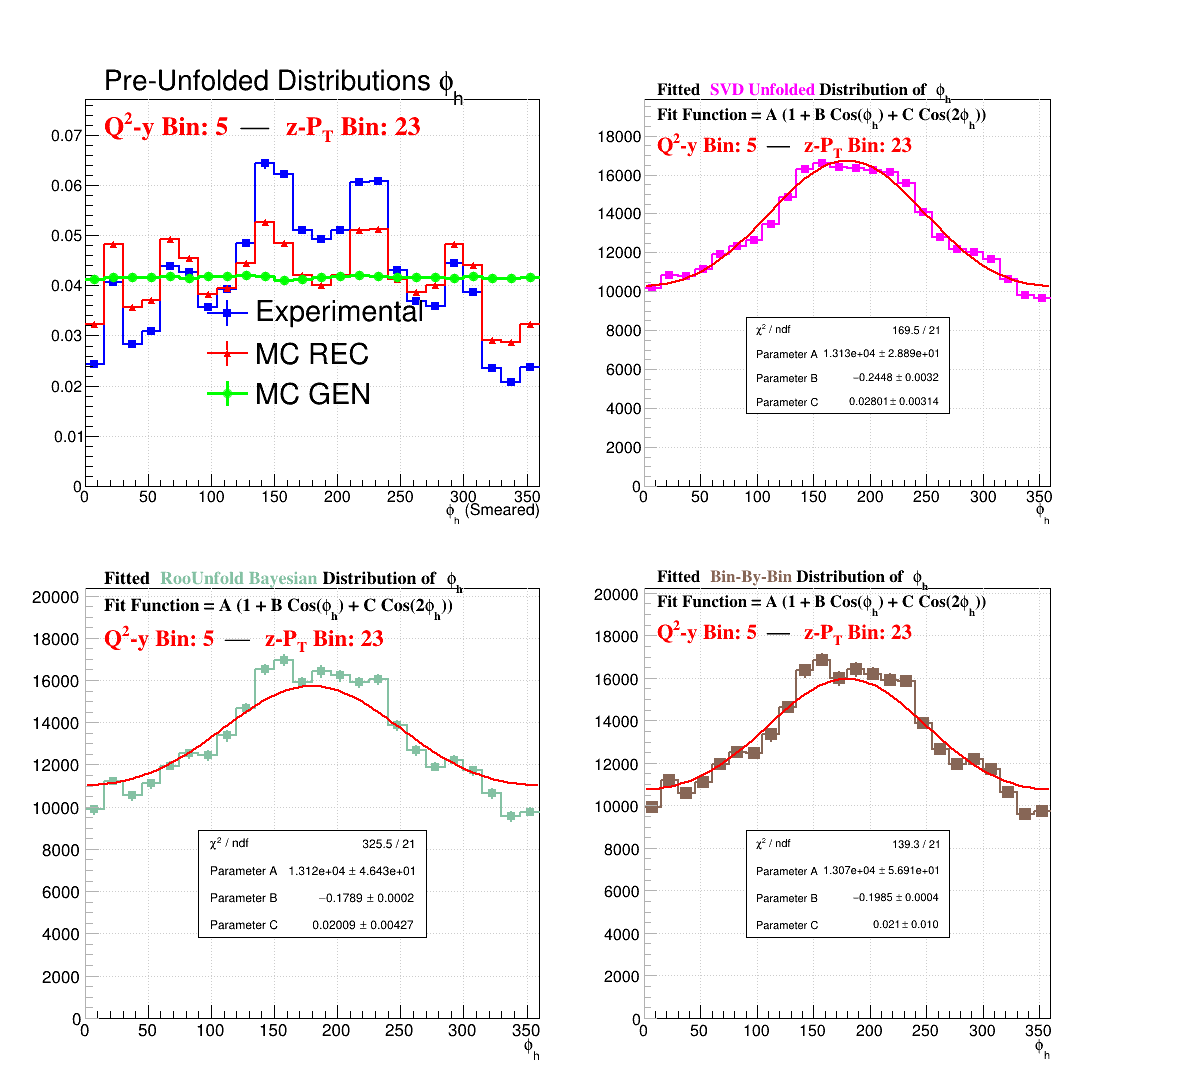 Pre-Unfolded Distributions ϕh
Q²-y Bin: 5 — z-PT Bin: 23
0.07
0.06
0.05
0.04
0.03
0.02
0.01
0
Experimental
MC REC
MC GEN
0 50 100 150 200 250 300 350
ϕh (Smeared)
Fitted SVD Unfolded Distribution of ϕh
Fit Function = A (1 + B Cos(ϕh) + C Cos(2ϕh))
Q²-y Bin: 5 — z-PT Bin: 23
18000
16000
14000
12000
10000
8000
6000
4000
2000
0
χ² / ndf 169.5 / 21
Parameter A 1.313e+04 ± 2.889e+01
Parameter B −0.2448 ± 0.0032
Parameter C 0.02801 ± 0.00314
0 50 100 150 200 250 300 350
ϕh
Fitted RooUnfold Bayesian Distribution of ϕh
Fit Function = A (1 + B Cos(ϕh) + C Cos(2ϕh))
Q²-y Bin: 5 — z-PT Bin: 23
20000
18000
16000
14000
12000
10000
8000
6000
4000
2000
0
χ² / ndf 325.5 / 21
Parameter A 1.312e+04 ± 4.643e+01
Parameter B −0.1789 ± 0.0002
Parameter C 0.02009 ± 0.00427
0 50 100 150 200 250 300 350
ϕh
Fitted Bin-By-Bin Distribution of ϕh
Fit Function = A (1 + B Cos(ϕh) + C Cos(2ϕh))
Q²-y Bin: 5 — z-PT Bin: 23
20000
18000
16000
14000
12000
10000
8000
6000
4000
2000
0
χ² / ndf 139.3 / 21
Parameter A 1.307e+04 ± 5.691e+01
Parameter B −0.1985 ± 0.0004
Parameter C 0.021 ± 0.010
0 50 100 150 200 250 300 350
ϕh